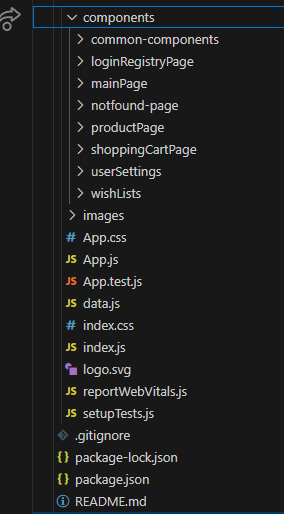 components
common-components
loginRegistryPage
mainPage
notfound-page
productPage
shoppingCartPage
userSettings
wishLists
images
# App.css
JS App.js
JS App.test.js
JS data.js
# index.css
JS index.js
logo.svg
JS reportWebVitals.js
JS setupTests.js
.gitignore
{} package-lock.json
{} package.json
README.md